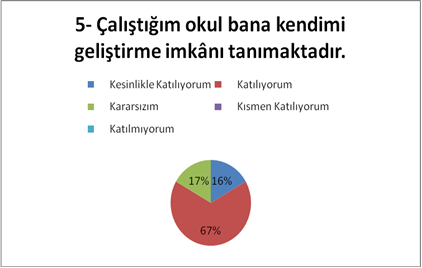 5- Çalıştığım okul bana kendimi
geliştirme imkânı tanımaktadır.
Kesinlikle Katılıyorum
Katılıyorum
Kararsızım
Kısmen Katılıyorum
Katılmıyorum
17% 16%
67%